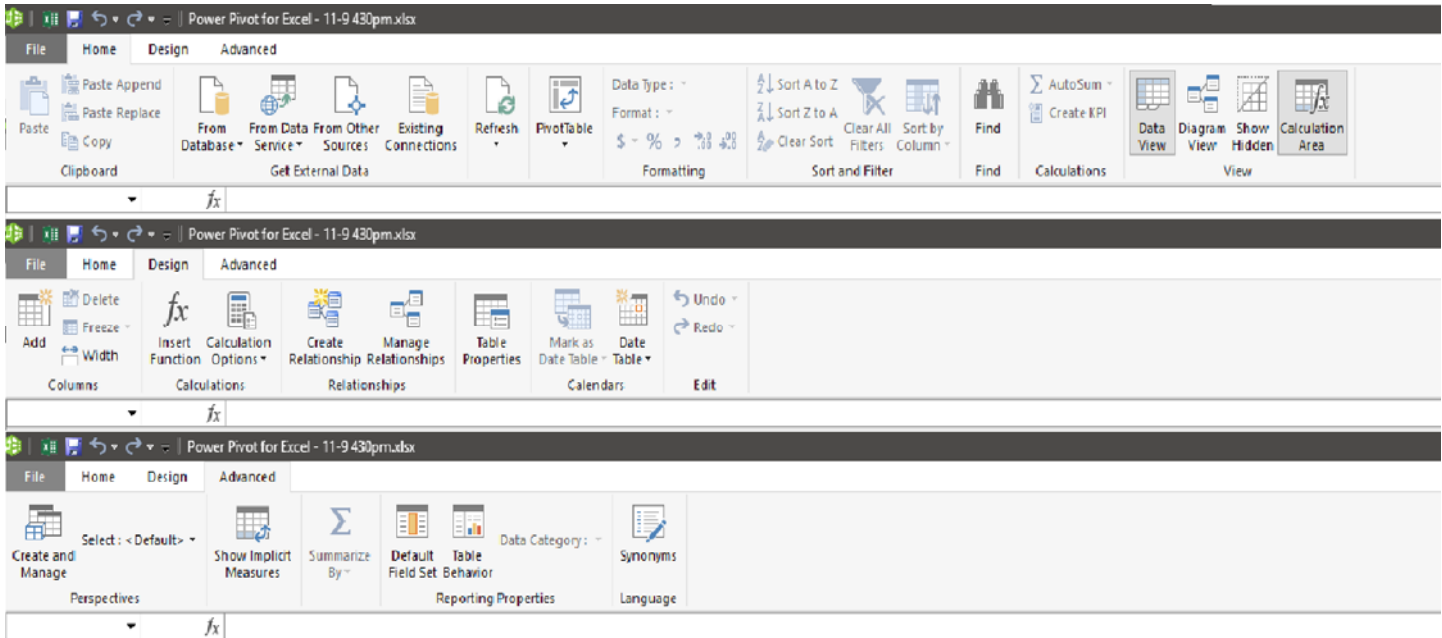 Power Pivot for Excel - 11-9 430pm.xlsx
File Home Design Advanced
Paste
Paste Append
Paste Replace
Copy
Clipboard
From Database
From Data Service
From Other Sources
Existing Connections
Get External Data
Refresh
PivotTable
Data Type :
Format :
$ % ,
Formatting
Sort A to Z
Sort Z to A
Clear Sort
Clear All Filters
Sort by Column
Sort and Filter
Find
Find
AutoSum
Create KPI
Calculations
Data View
Diagram View
Show Hidden
Calculation Area
View
fx
Power Pivot for Excel - 11-9 430pm.xlsx
File Home Design Advanced
Add
Delete
Freeze
Width
Columns
fx
Insert Function
Calculation Options
Calculations
Create Relationship
Manage Relationships
Relationships
Table Properties
Mark as Date Table
Date Table
Calendars
Undo
Redo
Edit
fx
Power Pivot for Excel - 11-9 430pm.xlsx
File Home Design Advanced
Create and Manage
Select : <Default>
Perspectives
Show Implicit Measures
Σ
Summarize By
Default Field Set
Table Behavior
Data Category :
Reporting Properties
Synonyms
Language
fx